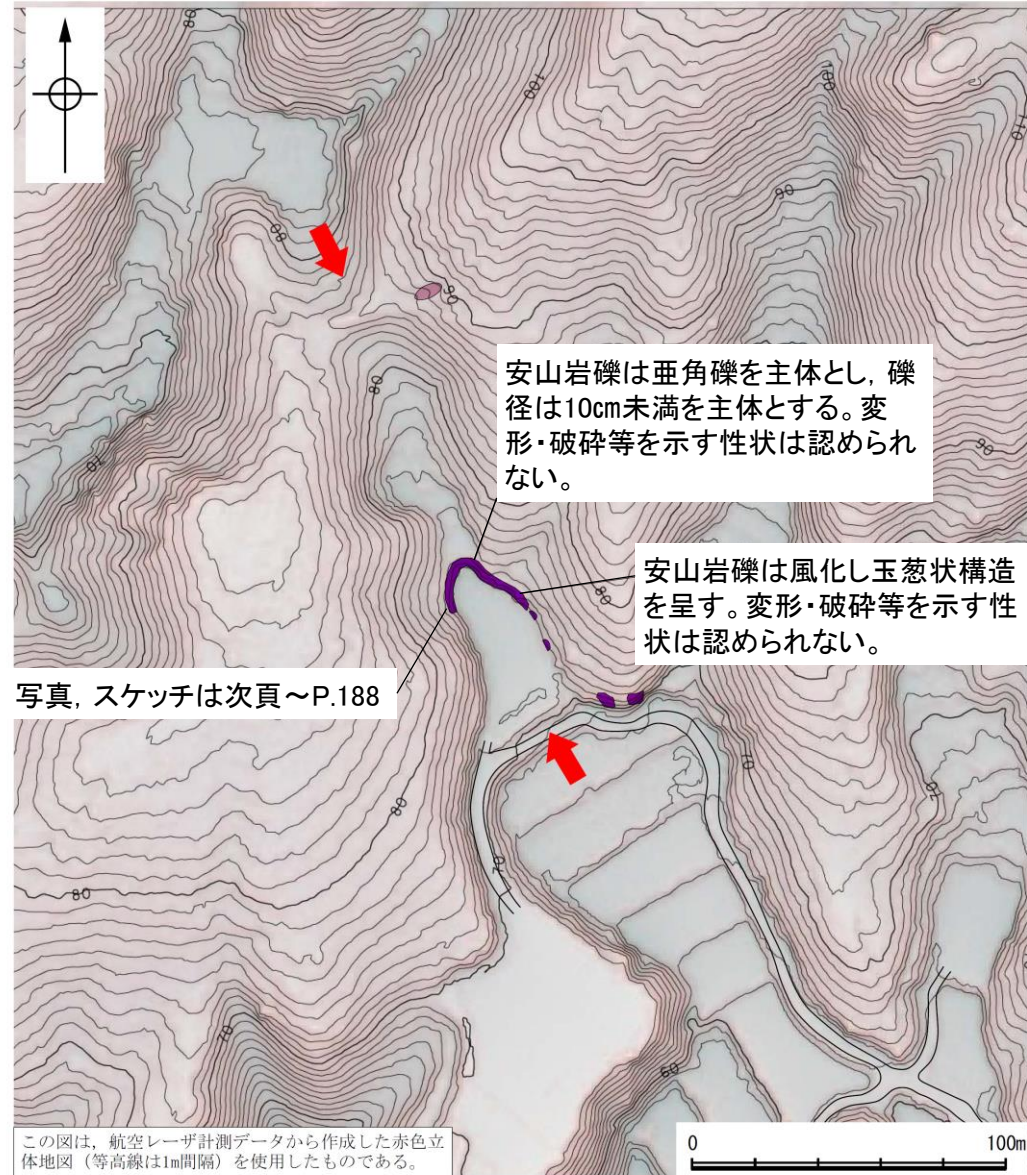 80
100
100
110
90
80
90
80
70
90
安山岩礫は亜角礫を主体とし，礫
径は10㎝未満を主体とする。変
形・破砕等を示す性状は認められ
ない。
安山岩礫は風化し玉葱状構造
を呈す。変形・破砕等を示す性
状は認められない。
80
写真，スケッチは次頁～P.188
70
70
80
70
80
70
60
この図は，航空レーザ計測データから作成した赤色立
体地図（等高線は1m間隔）を使用したものである。
0 100m